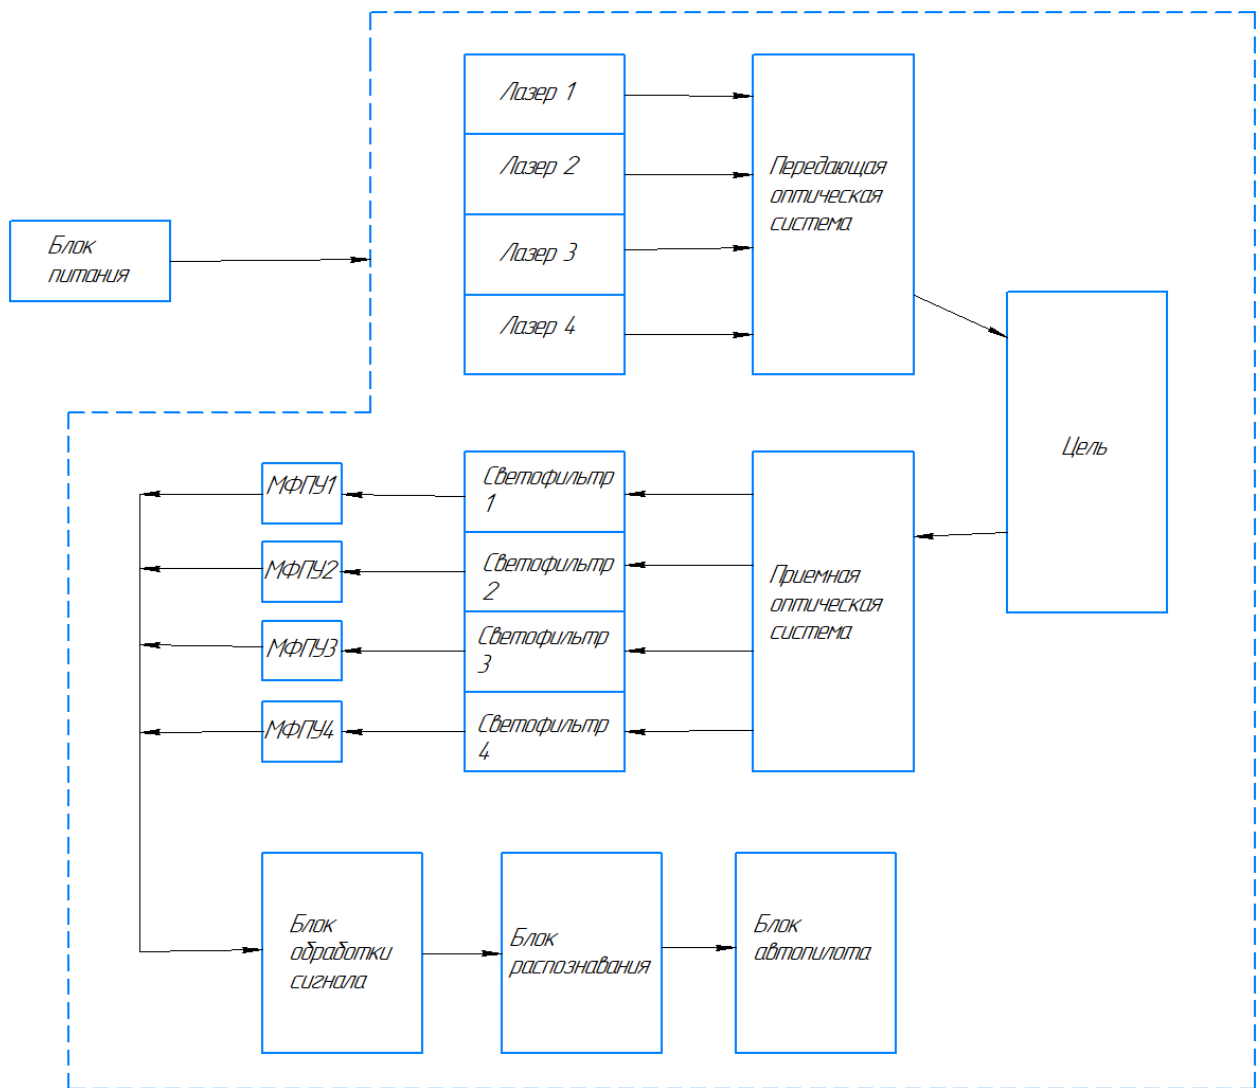 Лазер 1
Лазер 2
Лазер 3
Лазер 4
Передающая
оптическая
система
Блок
питания
Цель
МФПУ1
МФПУ2
МФПУ3
МФПУ4
Светофильтр
1
Светофильтр
2
Светофильтр
3
Светофильтр
4
Приемная
оптическая
система
Блок
обработки
сигнала
Блок
распознавания
Блок
автопилота